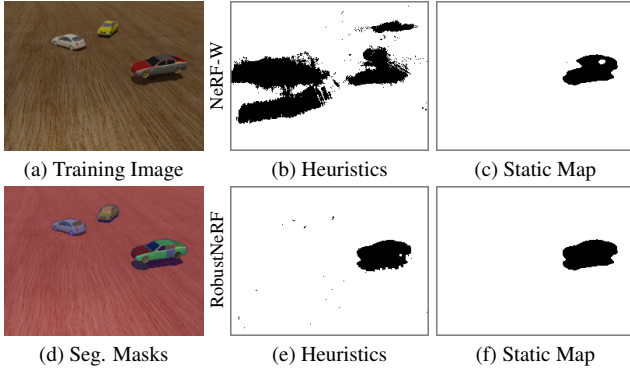 NeRF-W
(a) Training Image (b) Heuristics (c) Static Map
RobustNeRF
(d) Seg. Masks (e) Heuristics (f) Static Map